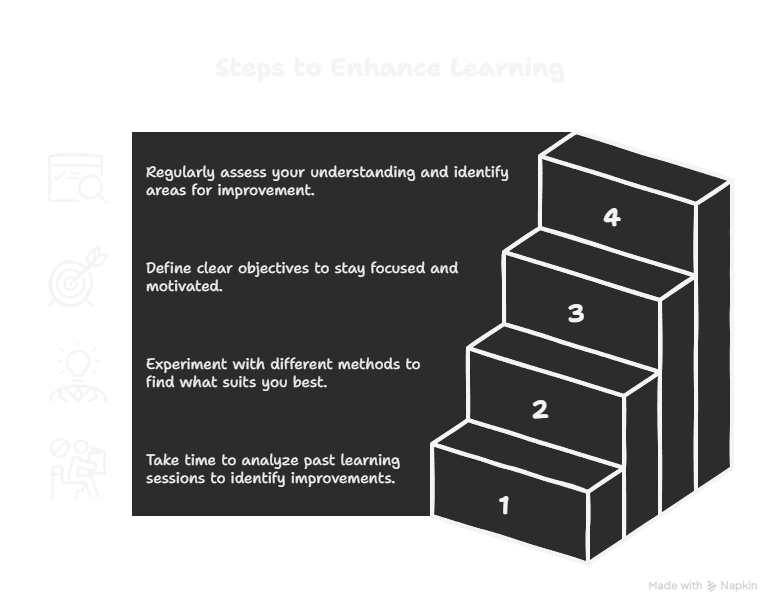 Steps to Enhance Learning
Regularly assess your understanding and identify
areas for improvement.
4
Define clear objectives to stay focused and
motivated.
3
Experiment with different methods to
find what suits you best.
2
Take time to analyze past learning
sessions to identify improvements.
1
Made with Napkin